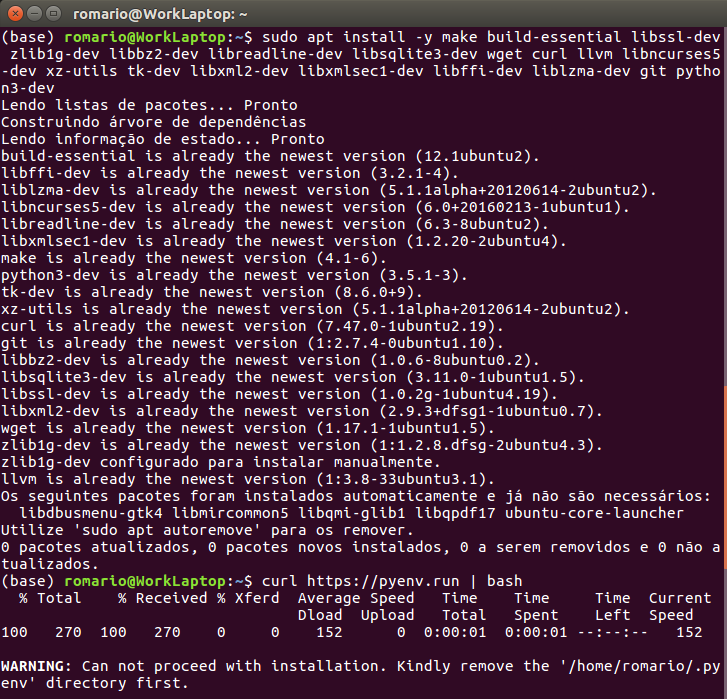 romario@WorkLaptop: ~
(base) romario@WorkLaptop:~$ sudo apt install -y make build-essential libssl-dev
 zlib1g-dev libbz2-dev libreadline-dev libsqlite3-dev wget curl llvm libncurses5
-dev xz-utils tk-dev libxml2-dev libxmlsec1-dev libffi-dev liblzma-dev git pytho
n3-dev
Lendo listas de pacotes... Pronto
Construindo árvore de dependências
Lendo informação de estado... Pronto
build-essential is already the newest version (12.1ubuntu2).
libffi-dev is already the newest version (3.2.1-4).
liblzma-dev is already the newest version (5.1.1alpha+20120614-2ubuntu2).
libncurses5-dev is already the newest version (6.0+20160213-1ubuntu1).
libreadline-dev is already the newest version (6.3-8ubuntu2).
libxmlsec1-dev is already the newest version (1.2.20-2ubuntu4).
make is already the newest version (4.1-6).
python3-dev is already the newest version (3.5.1-3).
tk-dev is already the newest version (8.6.0+9).
xz-utils is already the newest version (5.1.1alpha+20120614-2ubuntu2).
curl is already the newest version (7.47.0-1ubuntu2.19).
git is already the newest version (1:2.7.4-0ubuntu1.10).
libbz2-dev is already the newest version (1.0.6-8ubuntu0.2).
libsqlite3-dev is already the newest version (3.11.0-1ubuntu1.5).
libssl-dev is already the newest version (1.0.2g-1ubuntu4.19).
libxml2-dev is already the newest version (2.9.3+dfsg1-1ubuntu0.7).
wget is already the newest version (1.17.1-1ubuntu1.5).
zlib1g-dev is already the newest version (1:1.2.8.dfsg-2ubuntu4.3).
zlib1g-dev configurado para instalar manualmente.
llvm is already the newest version (1:3.8-33ubuntu3.1).
Os seguintes pacotes foram instalados automaticamente e já não são necessários:
  libdbusmenu-gtk4 libmircommon5 libqmi-glib1 libqpdf17 ubuntu-core-launcher
Utilize 'sudo apt autoremove' para os remover.
0 pacotes atualizados, 0 pacotes novos instalados, 0 a serem removidos e 0 não a
tualizados.
(base) romario@WorkLaptop:~$ curl https://pyenv.run | bash
  % Total    % Received % Xferd  Average Speed   Time    Time     Time  Current
                                 Dload  Upload   Total   Spent    Left  Speed
100   270  100   270    0     0    152      0  0:00:01  0:00:01 --:--:--   152
WARNING: Can not proceed with installation. Kindly remove the '/home/romario/.py
env' directory first.